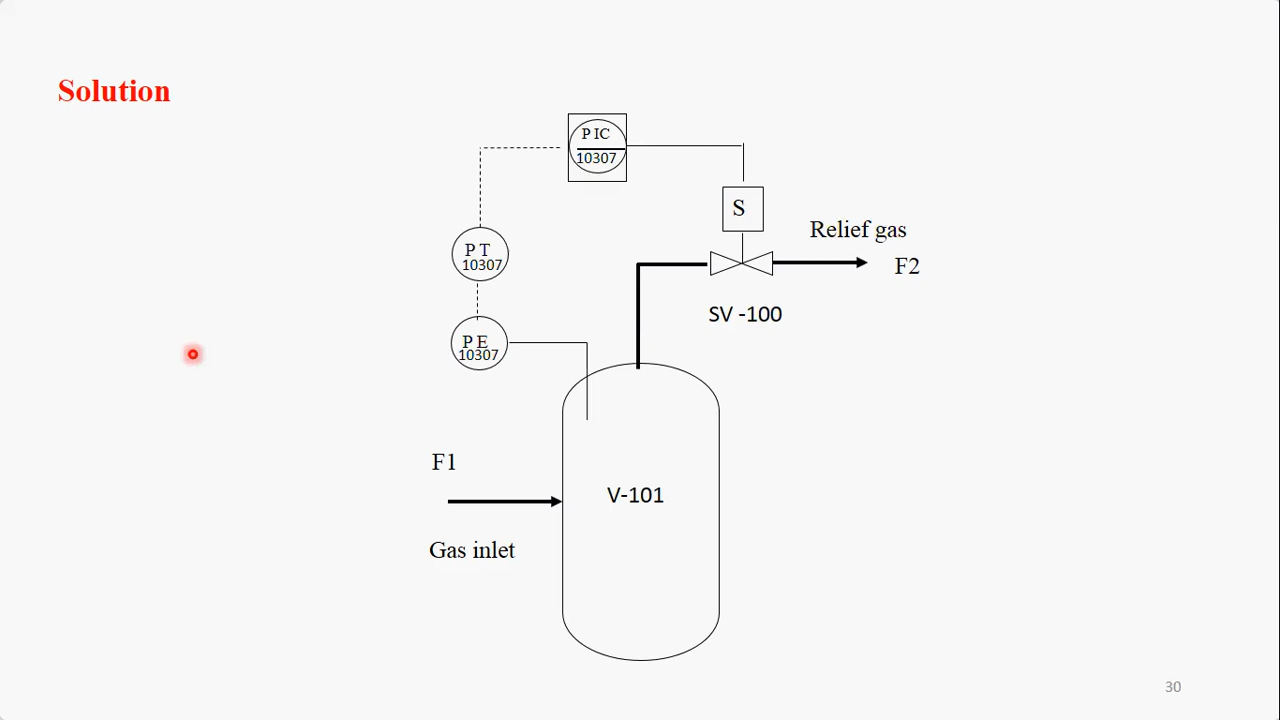 Solution
P IC
10307
S
Relief gas
F2
P T
10307
SV -100
P E
10307
F1
V-101
Gas inlet
30